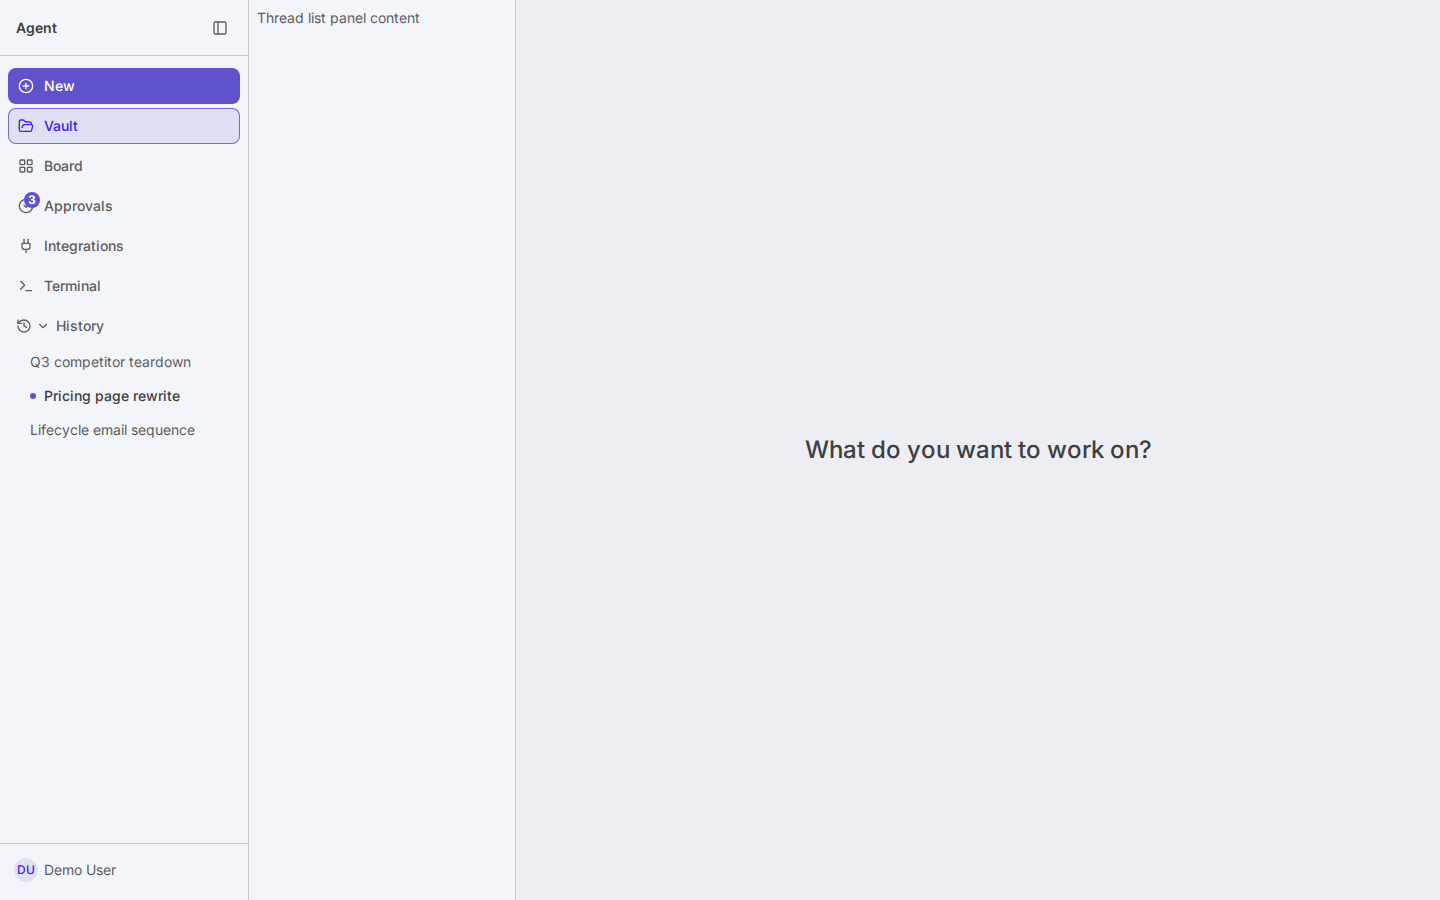 Agent
New
Vault
Board
3
Approvals
Integrations
Terminal
History
Q3 competitor teardown
Pricing page rewrite
Lifecycle email sequence
DU
Demo User
Thread list panel content
What do you want to work on?